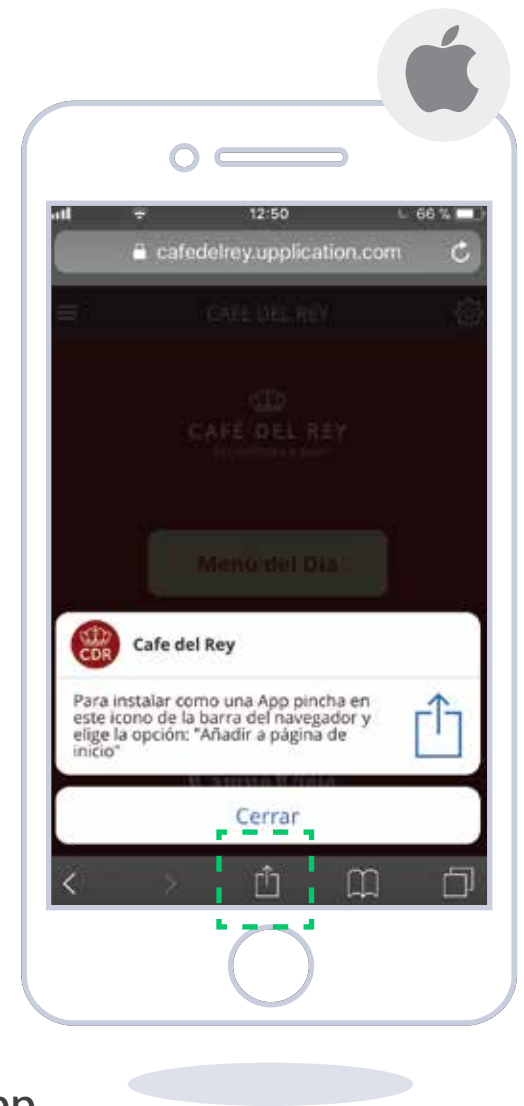 12:50
66 %
cafedelrey.upplication.com
CAFE DEL REY
CAFÉ DEL REY
Menú del Día
CDR
Cafe del Rey
Para instalar como una App pincha en
este icono de la barra del navegador y
elige la opción: "Añadir a página de
inicio"
Cerrar